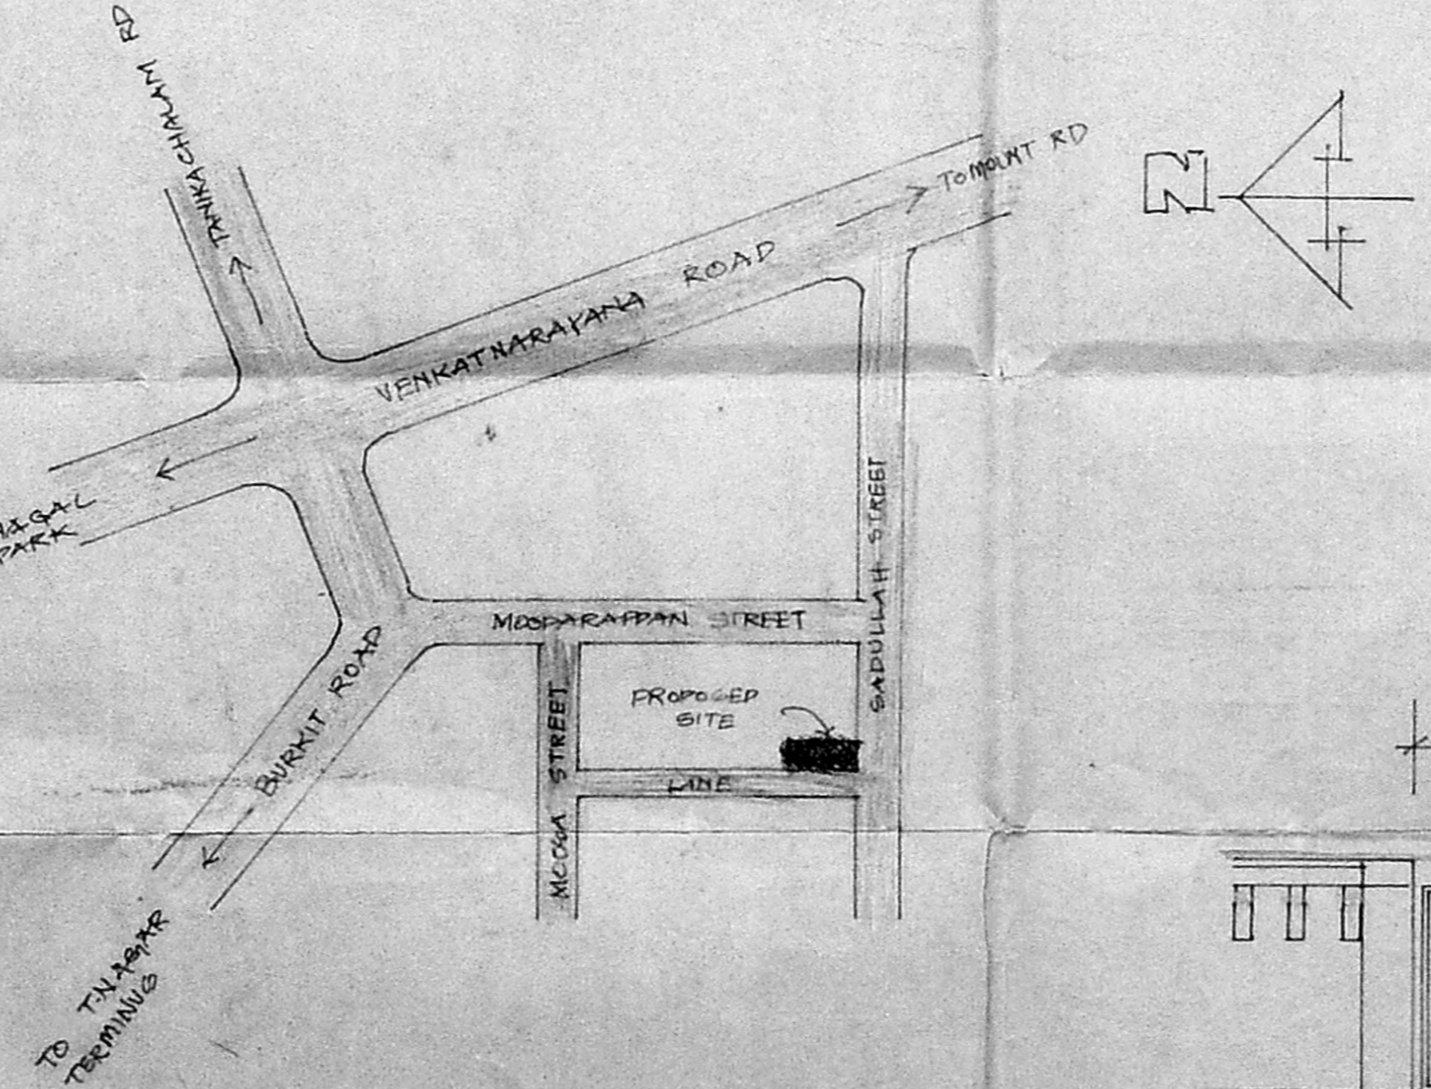 TANIKACHALAM RD
TO MOUNT RD
N
VENKATNARAYANA ROAD
NAGAL
PARK
SADULLAH STREET
MOOPARAPPAN STREET
BURKIT ROAD
PROPOSED
SITE
MOOSA STREET
LANE
TO T.NAGAR
TERMINUS